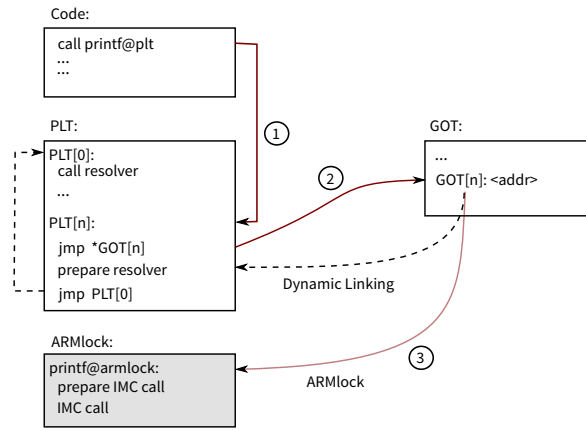 Code:
call printf@plt
...
...
1
PLT:
PLT[0]:
call resolver
...
PLT[n]:
jmp *GOT[n]
prepare resolver
jmp PLT[0]
2
GOT:
...
GOT[n]: <addr>
Dynamic Linking
3
ARMlock
ARMlock:
printf@armlock:
prepare IMC call
IMC call